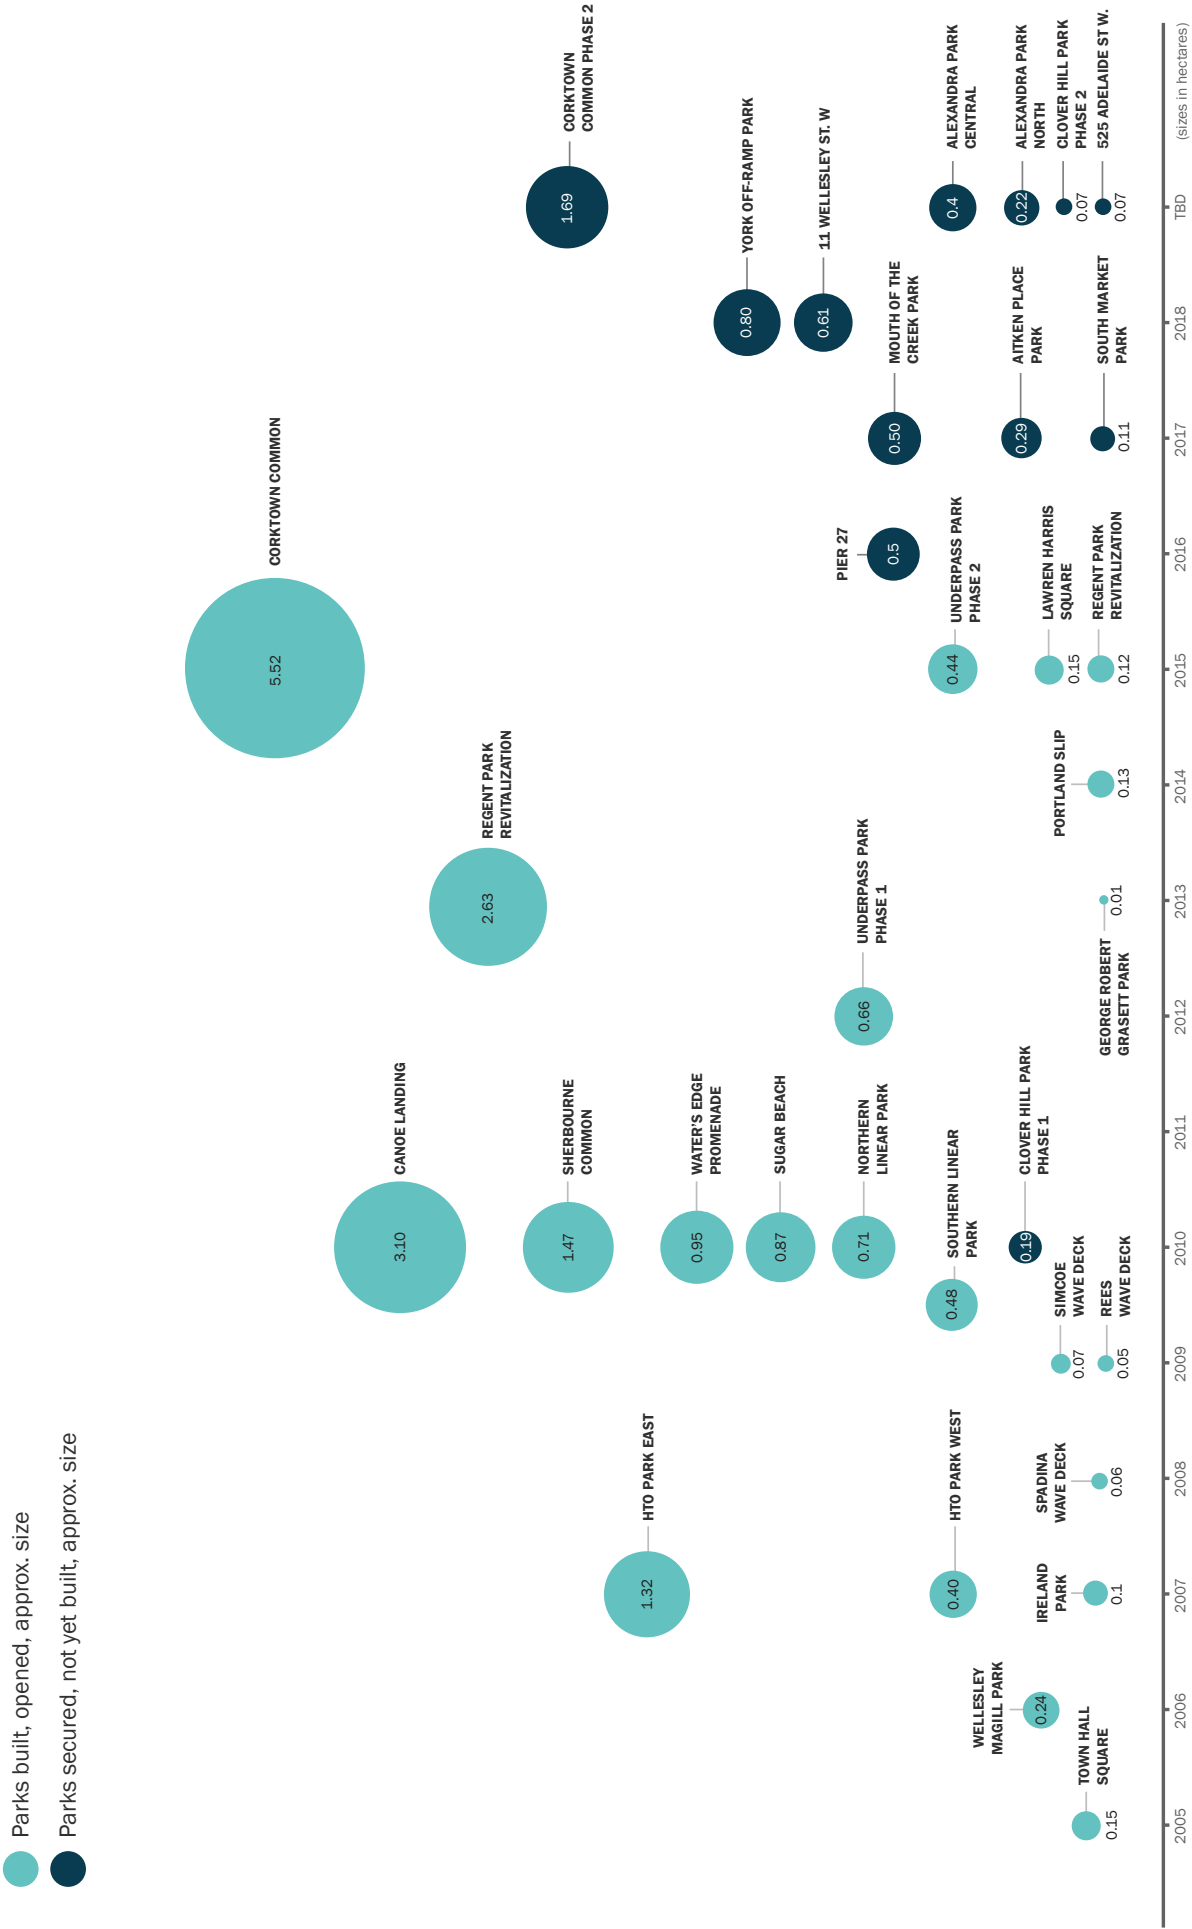 Parks built, opened, approx. size
Parks secured, not yet built, approx. size
CORKTOWN COMMON
5.52
CANOE LANDING
3.10
REGENT PARK
REVITALIZATION
2.63
CORKTOWN
COMMON PHASE 2
1.69
SHERBOURNE
COMMON
1.47
HTO PARK EAST
1.32
WATER'S EDGE
PROMENADE
0.95
YORK OFF-RAMP PARK
0.80
SUGAR BEACH
0.87
11 WELLESLEY ST. W
0.61
NORTHERN
LINEAR PARK
0.71
UNDERPASS PARK
PHASE 1
0.66
PIER 27
0.5
MOUTH OF THE
CREEK PARK
0.50
HTO PARK WEST
0.40
SOUTHERN LINEAR
PARK
0.48
UNDERPASS PARK
PHASE 2
0.44
ALEXANDRA PARK
CENTRAL
0.4
WELLESLEY
MAGILL PARK
0.24
CLOVER HILL PARK
PHASE 1
0.19
AITKEN PLACE
PARK
0.29
ALEXANDRA PARK
NORTH
0.22
TOWN HALL
SQUARE
0.15
IRELAND
PARK
0.1
SPADINA
WAVE DECK
0.06
SIMCOE
WAVE DECK
0.07
REES
WAVE DECK
0.05
GEORGE ROBERT
GRASETT PARK
0.01
PORTLAND SLIP
0.13
LAWREN HARRIS
SQUARE
0.15
REGENT PARK
REVITALIZATION
0.12
SOUTH MARKET
PARK
0.11
CLOVER HILL PARK
PHASE 2
0.07
525 ADELAIDE ST W.
0.07
2005
2006
2007
2008
2009
2010
2011
2012
2013
2014
2015
2016
2017
2018
TBD
(sizes in hectares)